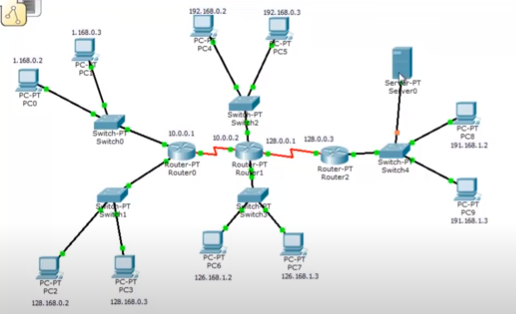 192.168.0.2
192.168.0.3
1.168.0.3
PC-PT
PC4
PC-PT
PC5
PC-PT
1.168.0.2
PC-PT
PC0
Server-PT
Server0
Switch-PT
Switch2
PC-PT
PC8
191.168.1.2
Switch-PT
Switch0
10.0.0.1
10.0.0.2
128.0.0.1
128.0.0.3
Router-PT
Router0
Router-PT
Router1
Router-PT
Router2
Switch-PT
Switch4
PC-PT
PC9
191.168.1.3
Switch-PT
Switch1
Switch-PT
Switch3
PC-PT
PC6
126.168.1.2
PC-PT
PC7
126.168.1.3
PC-PT
PC2
128.168.0.2
PC-PT
PC3
128.168.0.3